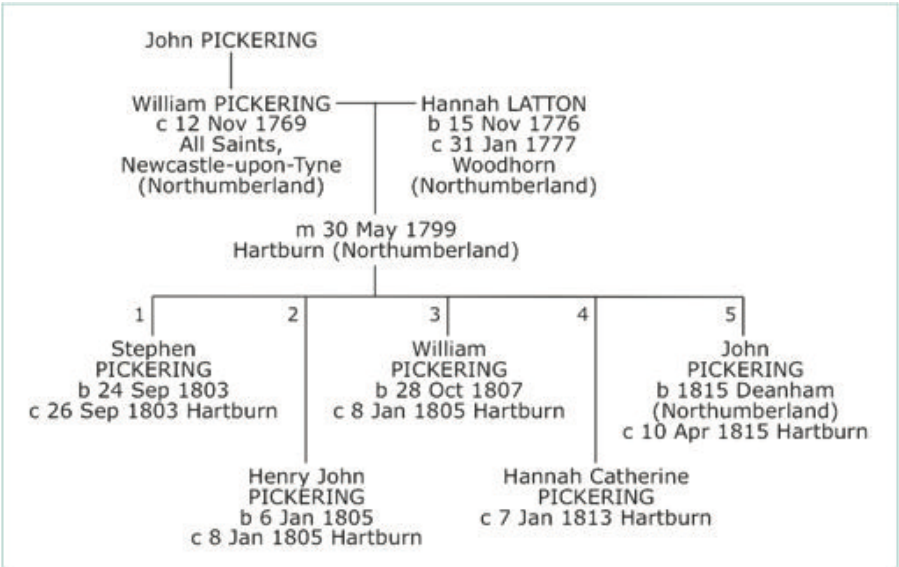 John PICKERING
William PICKERING
c 12 Nov 1769
All Saints,
Newcastle-upon-Tyne
(Northumberland)
Hannah LATTON
b 15 Nov 1776
c 31 Jan 1777
Woodhorn
(Northumberland)
m 30 May 1799
Hartburn (Northumberland)
1
Stephen
PICKERING
b 24 Sep 1803
c 26 Sep 1803 Hartburn
2
Henry John
PICKERING
b 6 Jan 1805
c 8 Jan 1805 Hartburn
3
William
PICKERING
b 28 Oct 1807
c 8 Jan 1805 Hartburn
4
Hannah Catherine
PICKERING
c 7 Jan 1813 Hartburn
5
John
PICKERING
b 1815 Deanham
(Northumberland)
c 10 Apr 1815 Hartburn